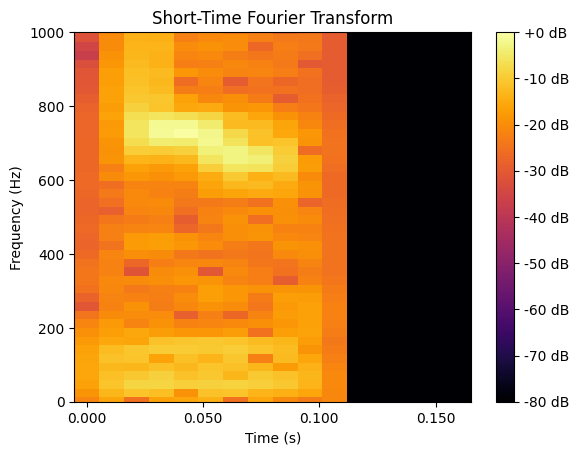 Short-Time Fourier Transform
Frequency (Hz)
1000
800
600
400
200
0
0.000
0.050
0.100
0.150
Time (s)
+0 dB
-10 dB
-20 dB
-30 dB
-40 dB
-50 dB
-60 dB
-70 dB
-80 dB